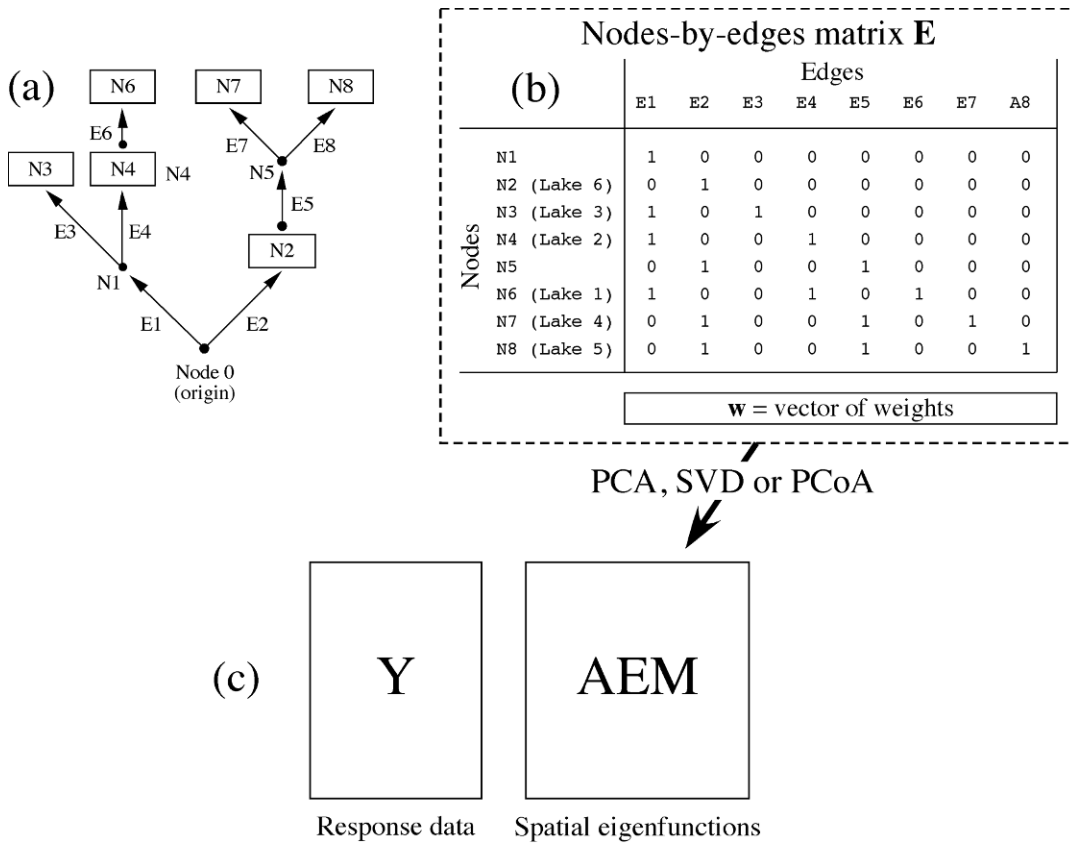 (a)
N6
N7
N8
E6
E7
E8
N3
N4
N4
N5
E3
E4
E5
N1
N2
E1
E2
Node 0
(origin)
Nodes-by-edges matrix E
(b)
Edges
E1 E2 E3 E4 E5 E6 E7 A8
Nodes
N1 1 0 0 0 0 0 0 0
N2 (Lake 6) 0 1 0 0 0 0 0 0
N3 (Lake 3) 1 0 1 0 0 0 0 0
N4 (Lake 2) 1 0 0 1 0 0 0 0
N5 0 1 0 0 1 0 0 0
N6 (Lake 1) 1 0 0 1 0 1 0 0
N7 (Lake 4) 0 1 0 0 1 0 1 0
N8 (Lake 5) 0 1 0 0 1 0 0 1
w = vector of weights
PCA, SVD or PCoA
(c)
Y
AEM
Response data
Spatial eigenfunctions